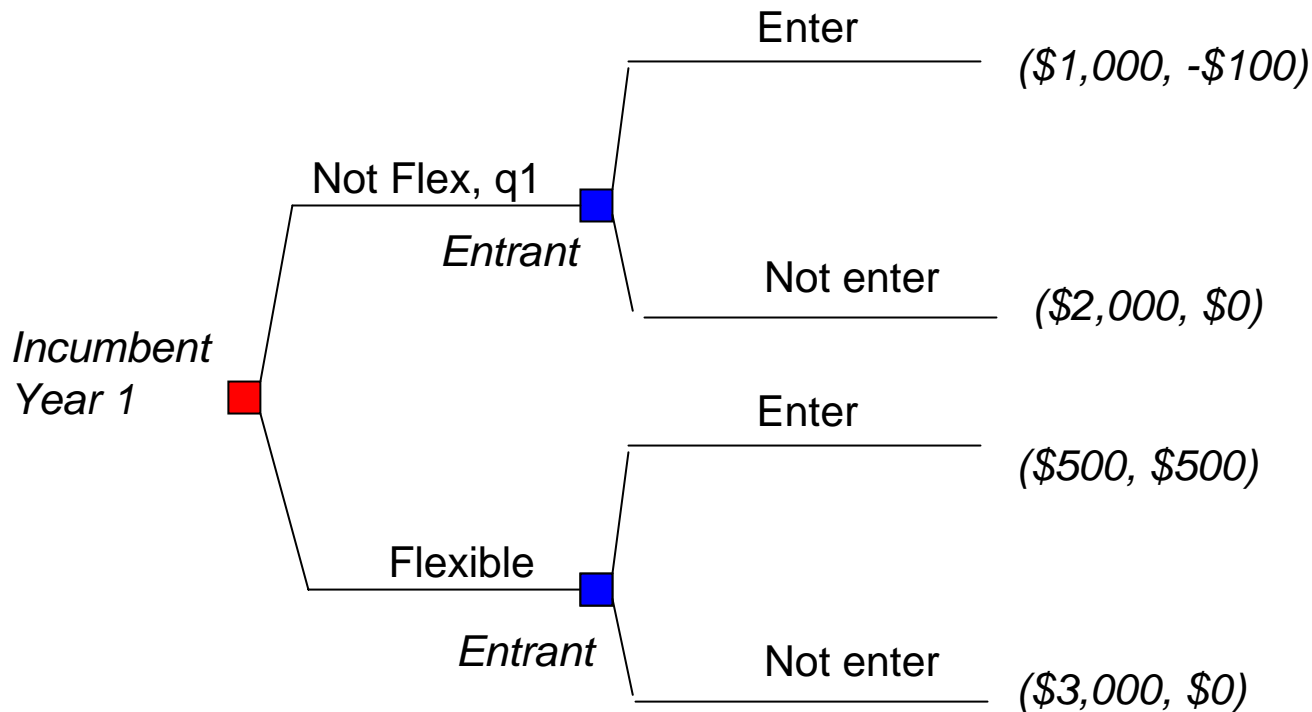 Enter
($1,000, -$100)
Not Flex, q1
Entrant
Not enter
($2,000, $0)
Incumbent
Year 1
Enter
($500, $500)
Flexible
Entrant
Not enter
($3,000, $0)